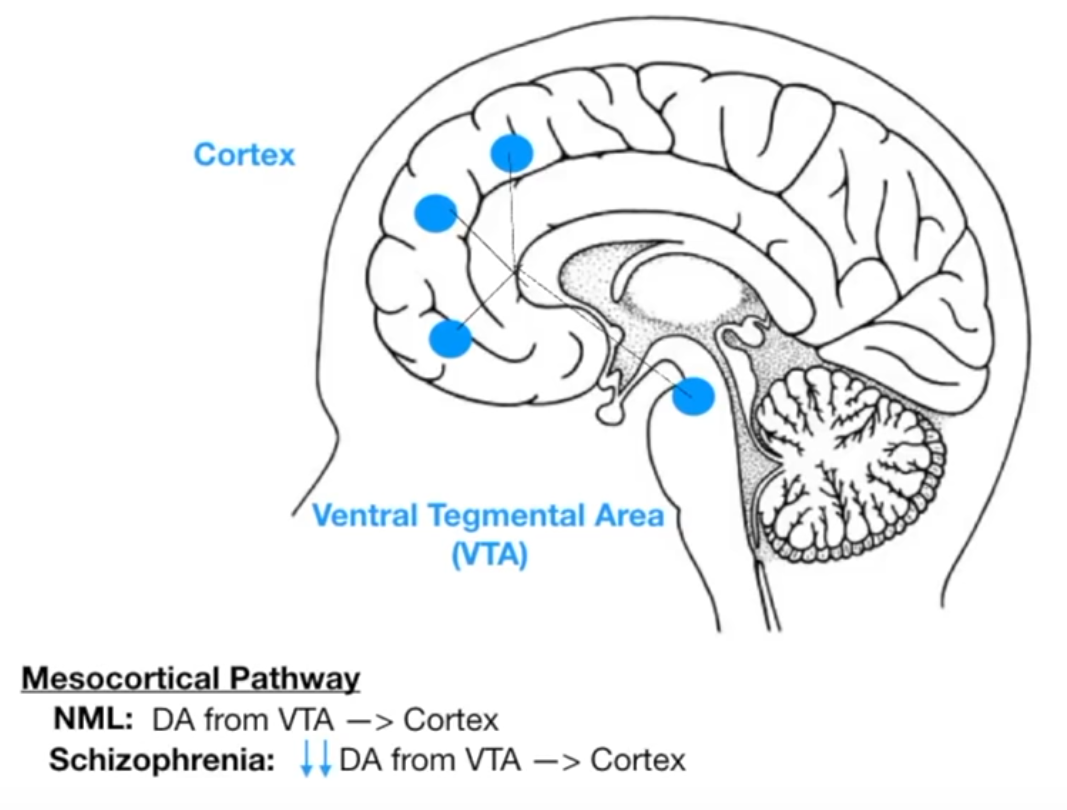 Cortex
Ventral Tegmental Area
(VTA)
Mesocortical Pathway
NML: DA from VTA —> Cortex
Schizophrenia: ↓↓ DA from VTA —> Cortex